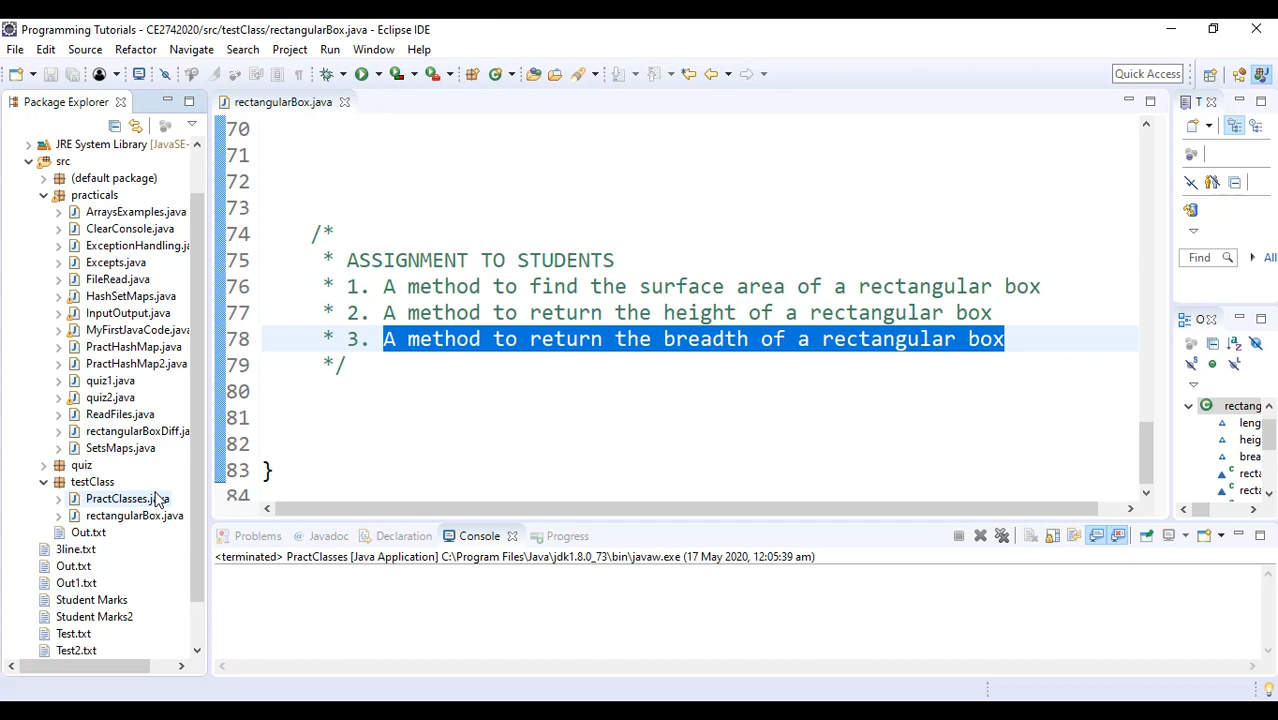 Programming Tutorials - CE2742020/src/testClass/rectangularBox.java - Eclipse IDE
File Edit Source Refactor Navigate Search Project Run Window Help
Quick Access
Package Explorer
JRE System Library [JavaSE-
src
(default package)
practicals
ArraysExamples.java
ClearConsole.java
ExceptionHandling.ja
Excepts.java
FileRead.java
HashSetMaps.java
InputOutput.java
MyFirstJavaCode.java
PractHashMap.java
PractHashMap2.java
quiz1.java
quiz2.java
ReadFiles.java
rectangularBoxDiff.ja
SetsMaps.java
quiz
testClass
PractClasses.java
rectangularBox.java
Out.txt
3line.txt
Out.txt
Out1.txt
Student Marks
Student Marks2
Test.txt
Test2.txt
rectangularBox.java
70
71
72
73
74 /*
75 * ASSIGNMENT TO STUDENTS
76 * 1. A method to find the surface area of a rectangular box
77 * 2. A method to return the height of a rectangular box
78 * 3. A method to return the breadth of a rectangular box
79 */
80
81
82
83 }
84
Problems Javadoc Declaration Console Progress
<terminated> PractClasses [Java Application] C:\Program Files\Java\jdk1.8.0_73\bin\javaw.exe (17 May 2020, 12:05:39 am)
T
Find All
O
rectang
leng
heig
brea
recta
recta